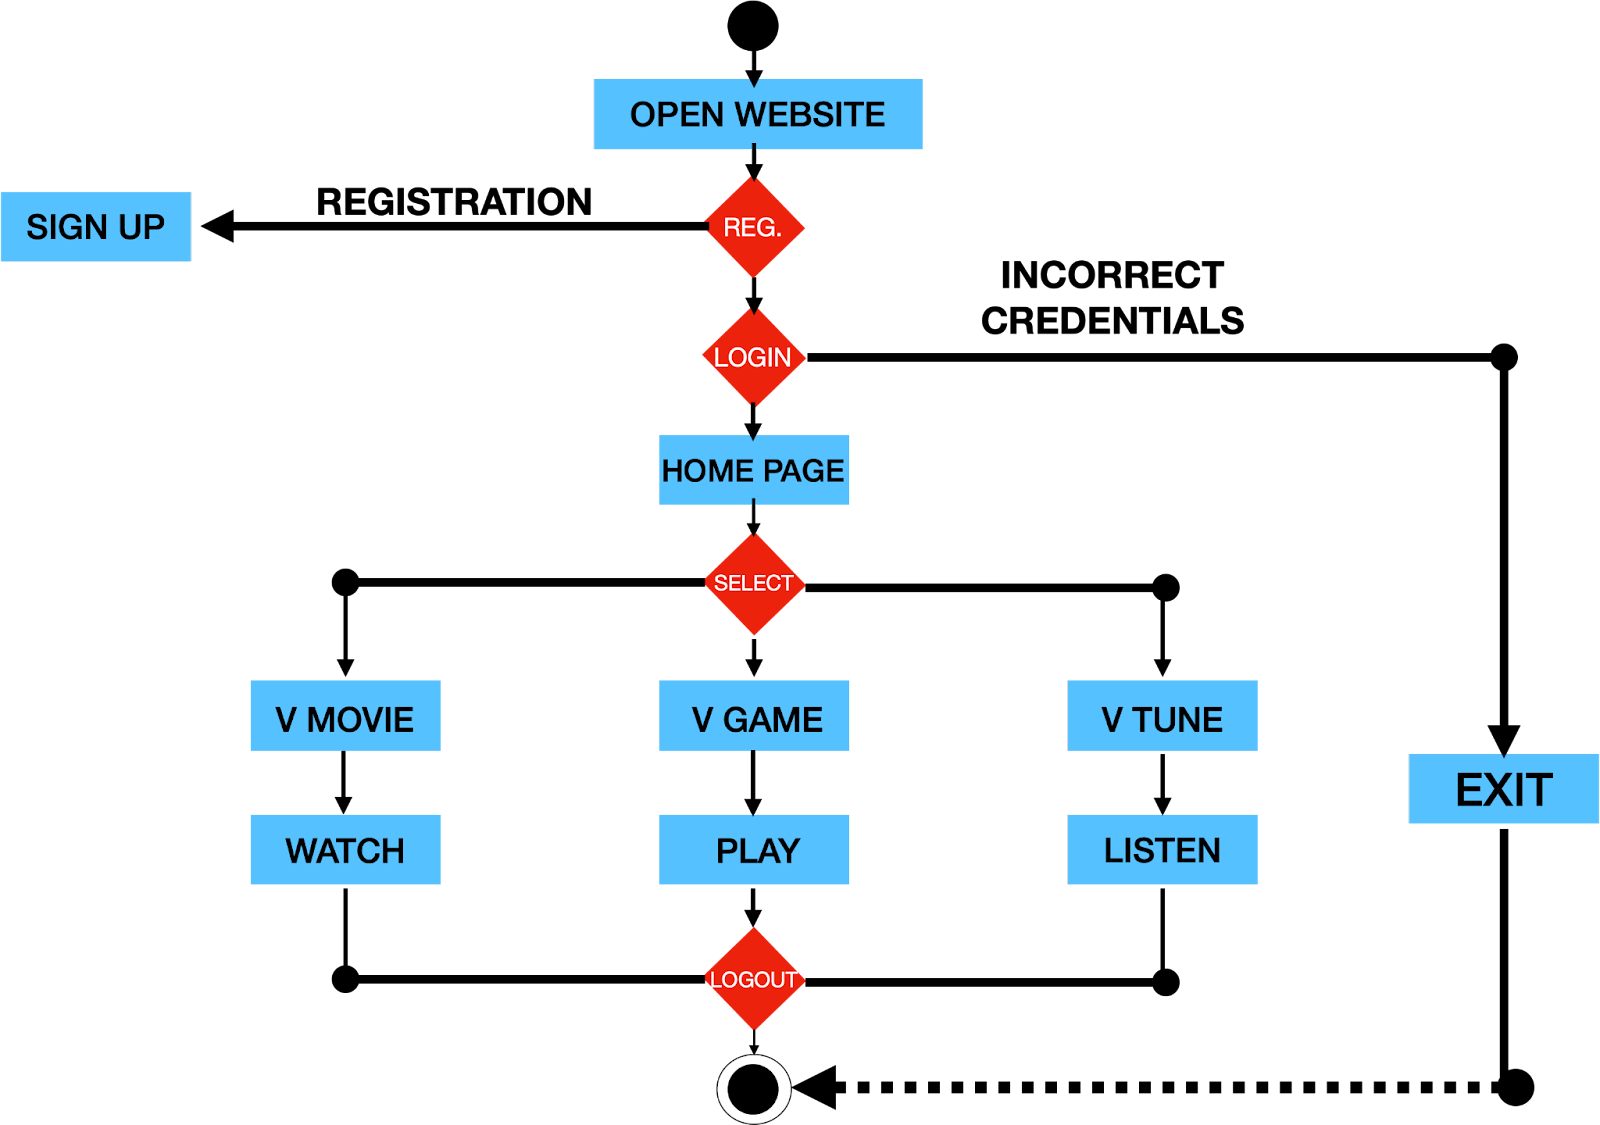 OPEN WEBSITE
REGISTRATION
SIGN UP
REG.
INCORRECT
CREDENTIALS
LOGIN
HOME PAGE
SELECT
V MOVIE
V GAME
V TUNE
EXIT
WATCH
PLAY
LISTEN
LOGOUT